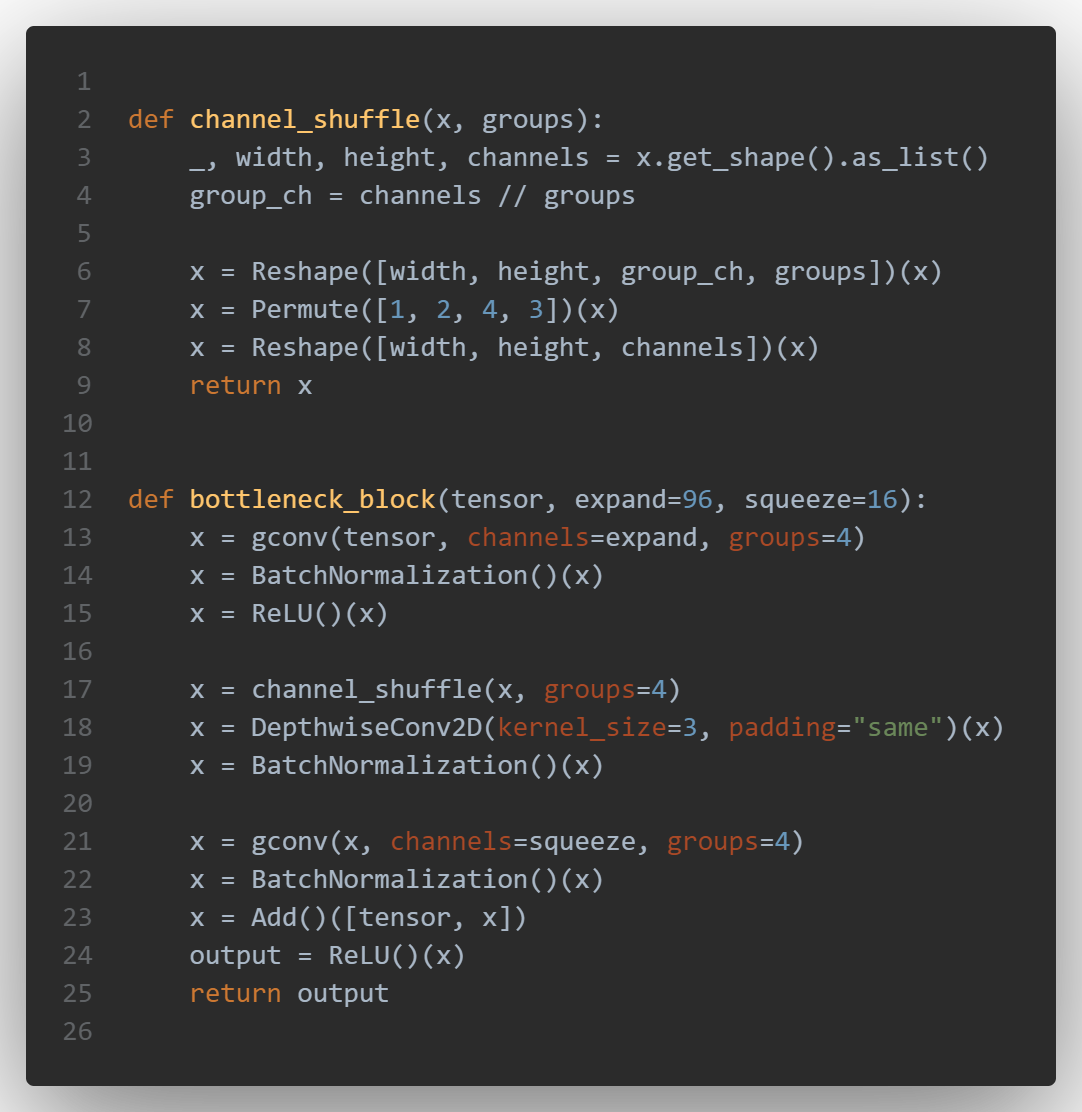 1
2 def channel_shuffle(x, groups):
3     _, width, height, channels = x.get_shape().as_list()
4     group_ch = channels // groups
5
6     x = Reshape([width, height, group_ch, groups])(x)
7     x = Permute([1, 2, 4, 3])(x)
8     x = Reshape([width, height, channels])(x)
9     return x
10
11
12 def bottleneck_block(tensor, expand=96, squeeze=16):
13     x = gconv(tensor, channels=expand, groups=4)
14     x = BatchNormalization()(x)
15     x = ReLU()(x)
16
17     x = channel_shuffle(x, groups=4)
18     x = DepthwiseConv2D(kernel_size=3, padding="same")(x)
19     x = BatchNormalization()(x)
20
21     x = gconv(x, channels=squeeze, groups=4)
22     x = BatchNormalization()(x)
23     x = Add()([tensor, x])
24     output = ReLU()(x)
25     return output
26